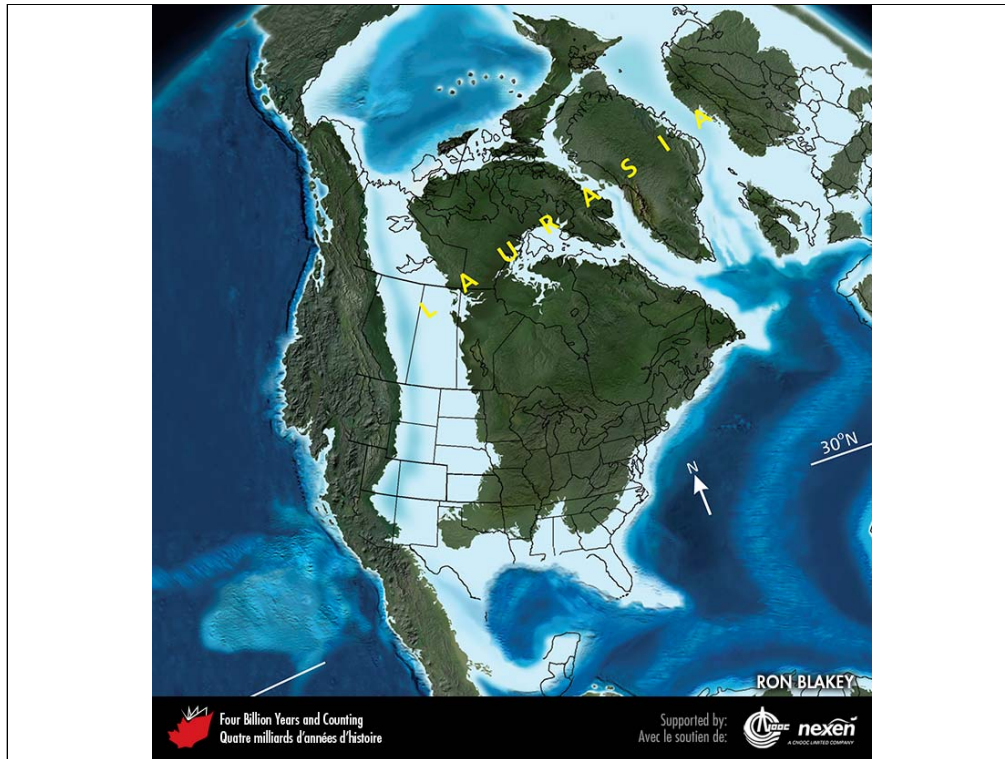 LAURASIA
30°N
N
RON BLAKEY
Four Billion Years and Counting
Quatre milliards d'années d'histoire
Supported by:
Avec le soutien de:
CNOOC
nexen
A CNOOC LIMITED COMPANY